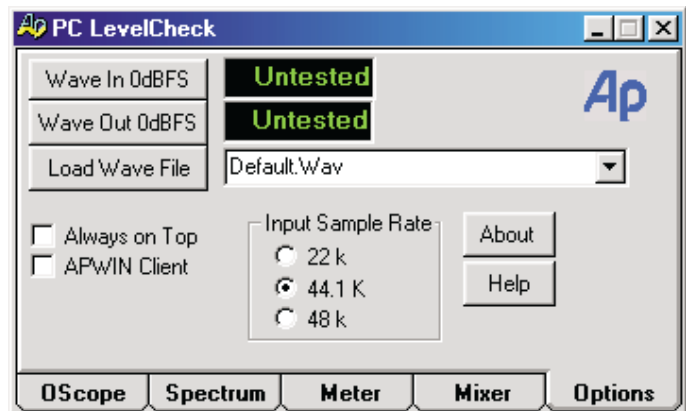 Ap PC LevelCheck
Wave In 0dBFS Untested
Wave Out 0dBFS Untested
Load Wave File Default.Wav
Ap
Always on Top
APWIN Client
Input Sample Rate
22 k
44.1 K
48 k
About
Help
OScope Spectrum Meter Mixer Options